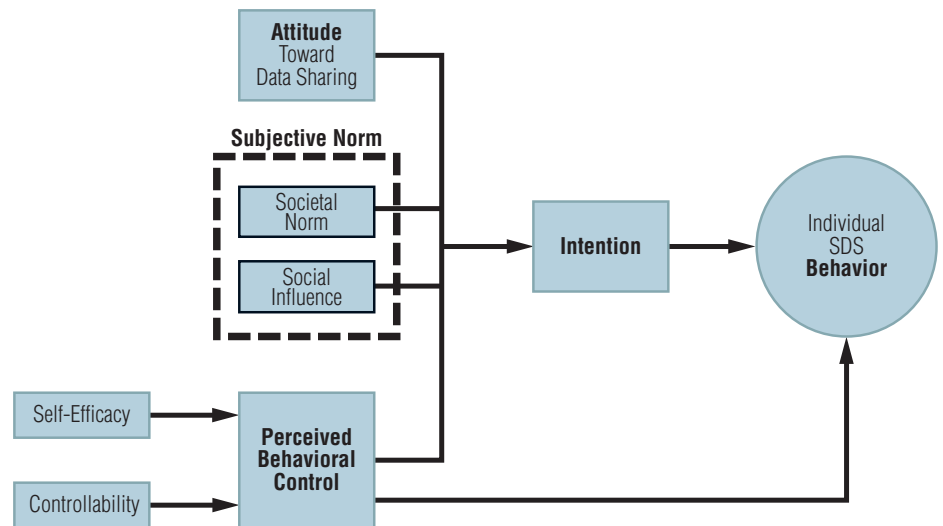 Attitude
Toward
Data Sharing
Subjective Norm
Societal
Norm
Social
Influence
Intention
Individual
SDS
Behavior
Self-Efficacy
Controllability
Perceived
Behavioral
Control